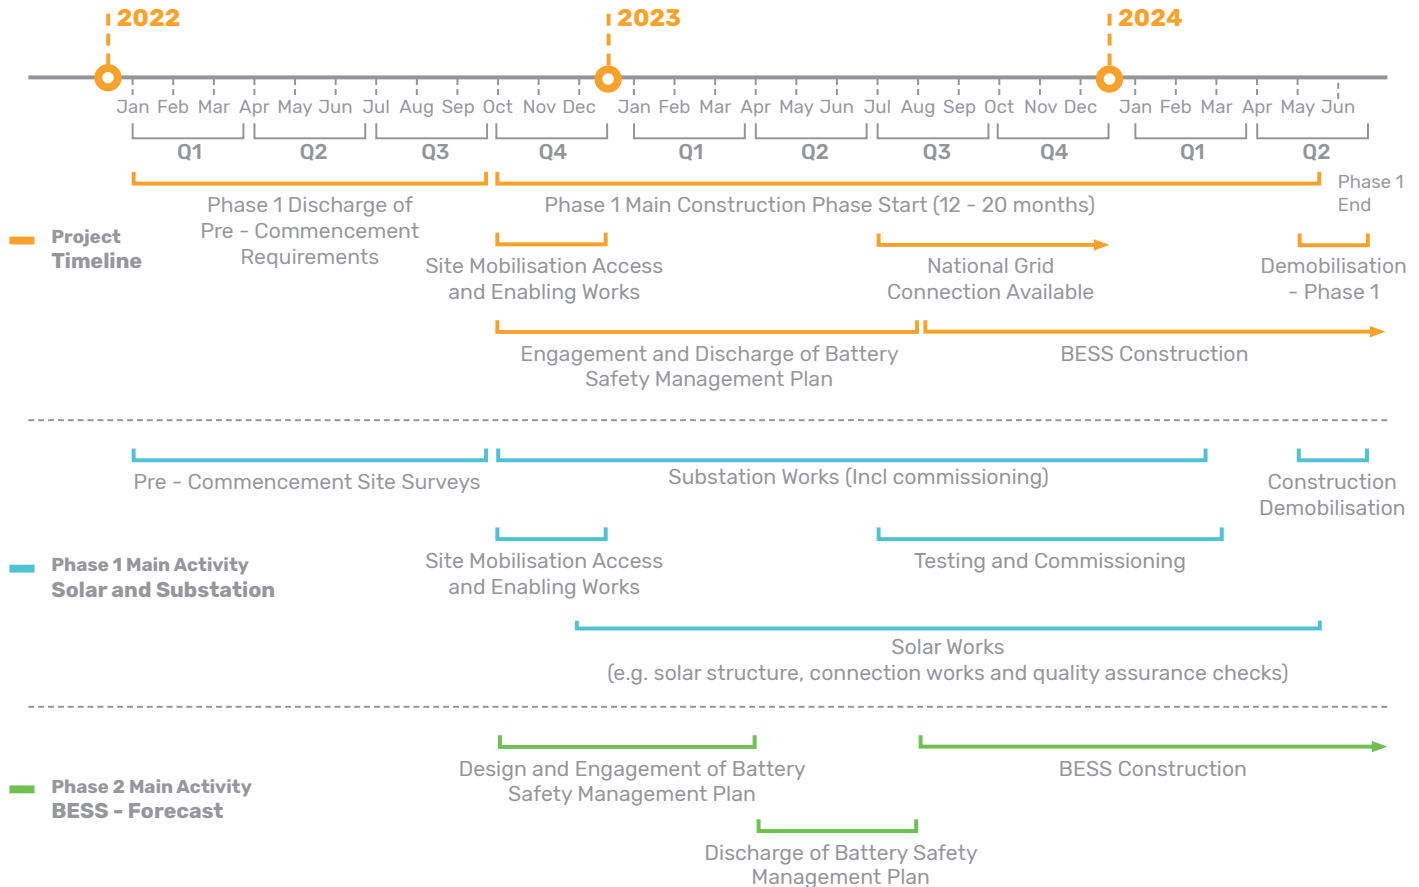 2022
2023
2024
Jan Feb Mar Apr May Jun Jul Aug Sep Oct Nov Dec Jan Feb Mar Apr May Jun Jul Aug Sep Oct Nov Dec Jan Feb Mar Apr May Jun
Q1 Q2 Q3 Q4 Q1 Q2 Q3 Q4 Q1 Q2
Project
Timeline
Phase 1 Discharge of
Pre - Commencement
Requirements
Phase 1 Main Construction Phase Start (12 - 20 months)
Phase 1
End
Site Mobilisation Access
and Enabling Works
National Grid
Connection Available
Demobilisation
- Phase 1
Engagement and Discharge of Battery
Safety Management Plan
BESS Construction
Phase 1 Main Activity
Solar and Substation
Pre - Commencement Site Surveys
Substation Works (Incl commissioning)
Construction
Demobilisation
Site Mobilisation Access
and Enabling Works
Testing and Commissioning
Solar Works
(e.g. solar structure, connection works and quality assurance checks)
Phase 2 Main Activity
BESS - Forecast
Design and Engagement of Battery
Safety Management Plan
BESS Construction
Discharge of Battery Safety
Management Plan